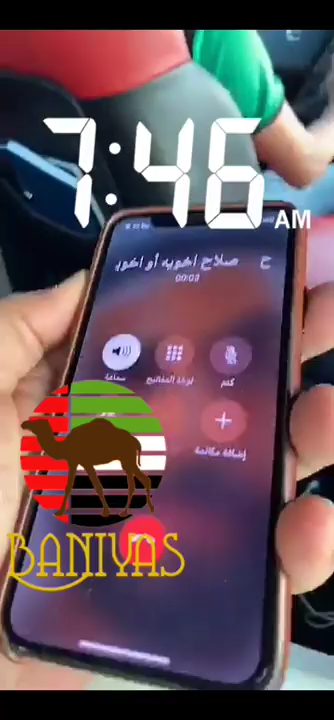 7:46 AM
صلاح اخويه أو اخوي
00:03
سماعة
لوحة المفاتيح
كتم
إضافة مكالمة
BANIYAS